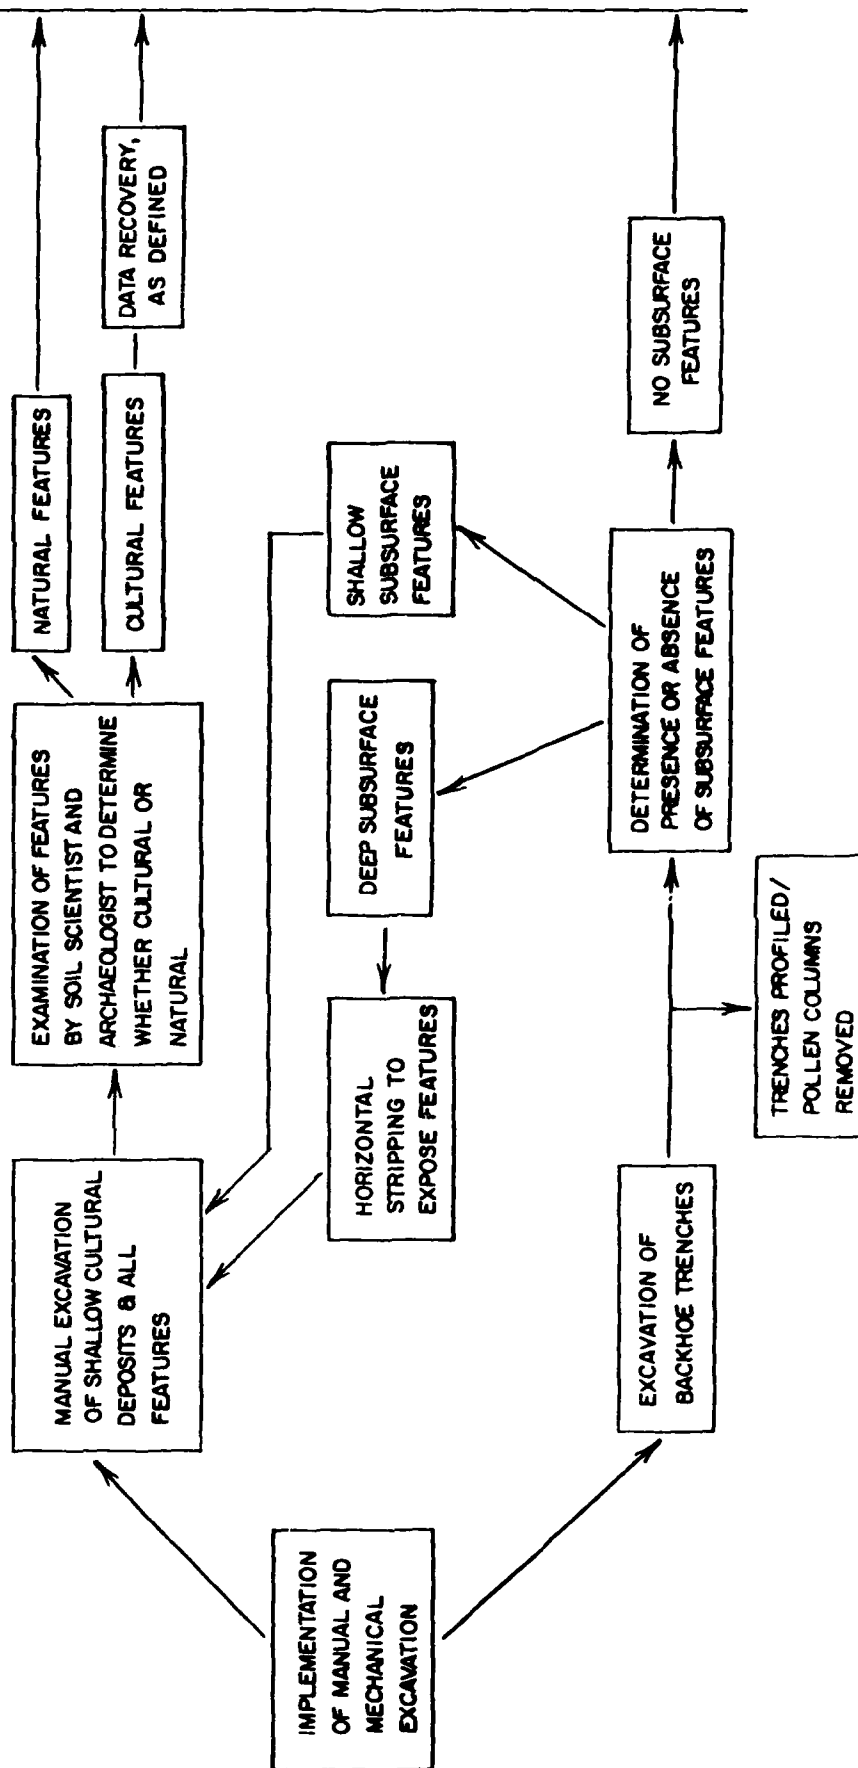 IMPLEMENTATION
OF MANUAL AND
MECHANICAL
EXCAVATION
MANUAL EXCAVATION
OF SHALLOW CULTURAL
DEPOSITS & ALL
FEATURES
EXAMINATION OF FEATURES
BY SOIL SCIENTIST AND
ARCHAEOLOGIST TO DETERMINE
WHETHER CULTURAL OR
NATURAL
NATURAL FEATURES
CULTURAL FEATURES
DATA RECOVERY,
AS DEFINED
HORIZONTAL
STRIPPING TO
EXPOSE FEATURES
DEEP SUBSURFACE
FEATURES
SHALLOW
SUBSURFACE
FEATURES
EXCAVATION OF
BACKHOE TRENCHES
TRENCHES PROFILED/
POLLEN COLUMNS
REMOVED
DETERMINATION OF
PRESENCE OR ABSENCE
OF SUBSURFACE FEATURES
NO SUBSURFACE
FEATURES